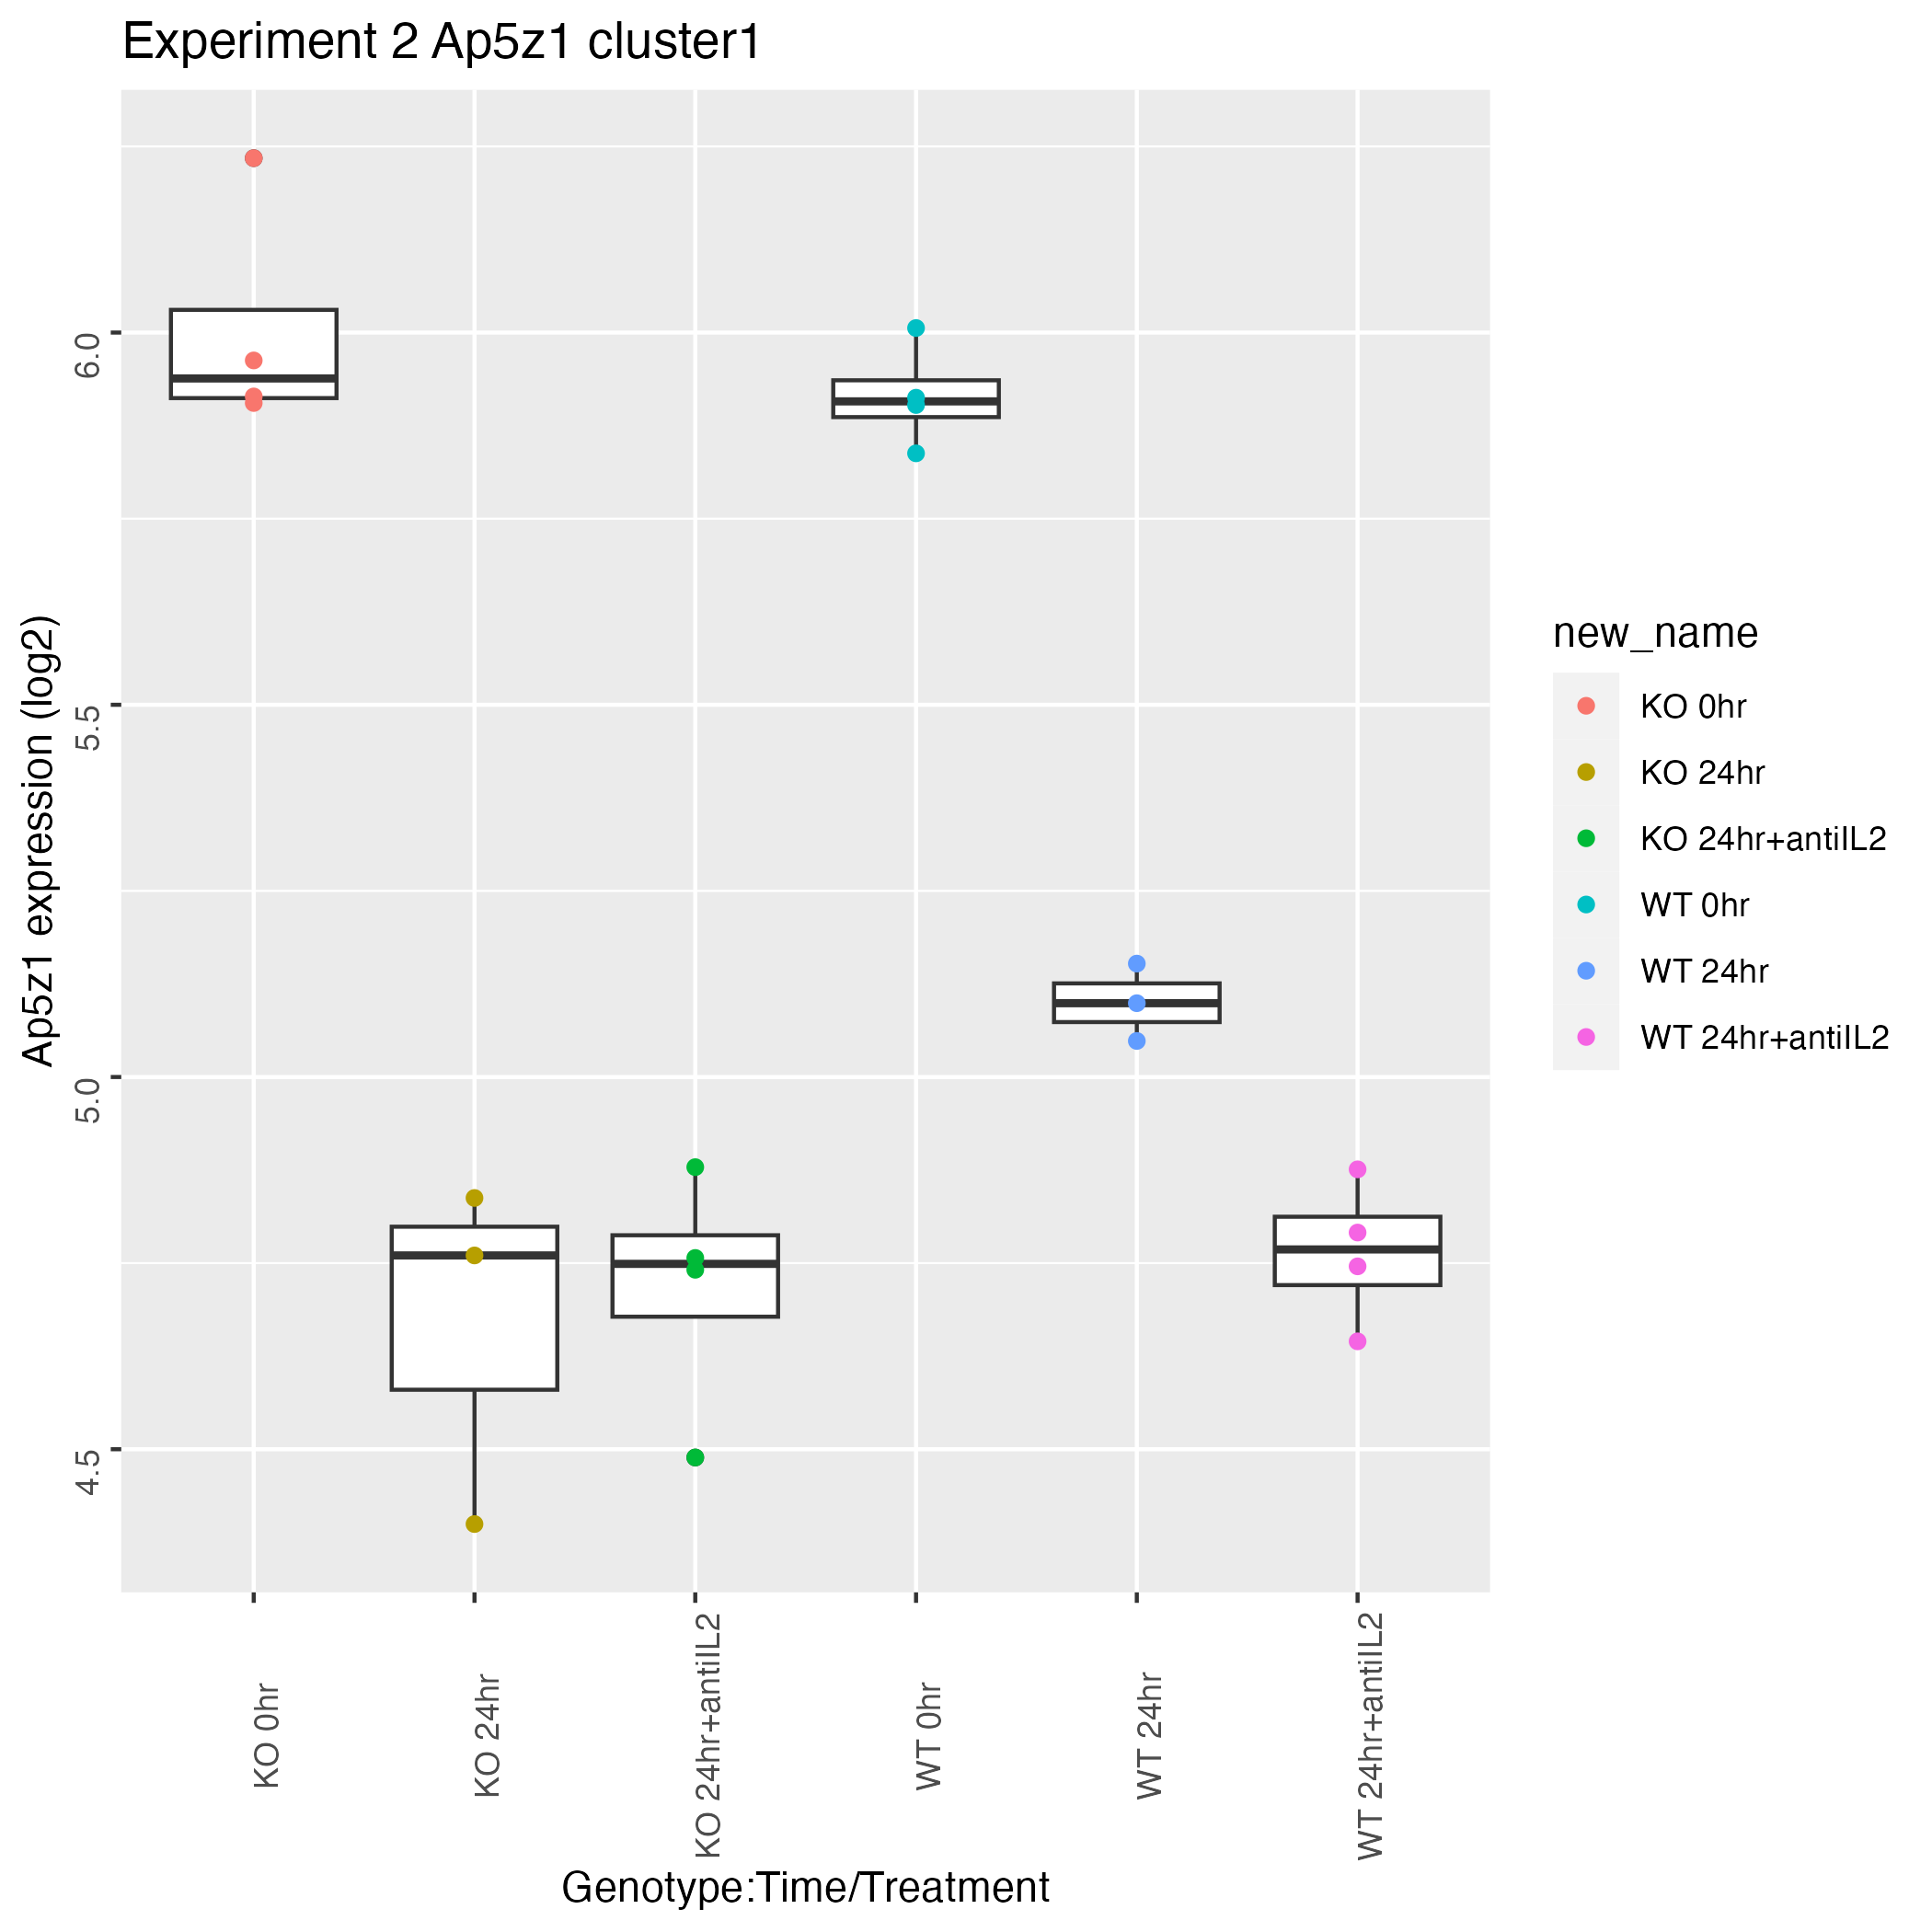 Experiment 2 Ap5z1 cluster1
Ap5z1 expression (log2)
6.0
5.5
5.0
4.5
KO 0hr
KO 24hr
KO 24hr+antiIL2
WT 0hr
WT 24hr
WT 24hr+antiIL2
Genotype:Time/Treatment
new_name
KO 0hr
KO 24hr
KO 24hr+antiIL2
WT 0hr
WT 24hr
WT 24hr+antiIL2